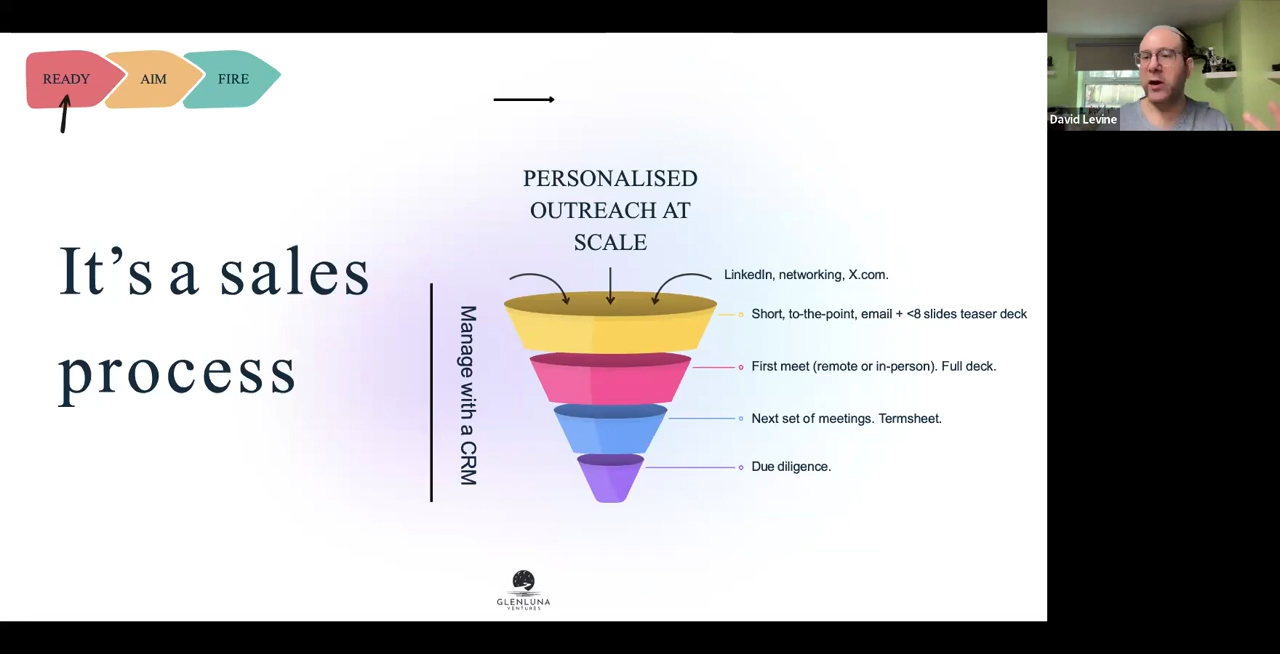 READY
AIM
FIRE
David Levine
PERSONALISED
OUTREACH AT
SCALE
It’s a sales
process
Manage with a CRM
LinkedIn, networking, X.com.
Short, to-the-point, email + <8 slides teaser deck
First meet (remote or in-person). Full deck.
Next set of meetings. Termsheet.
Due diligence.
GLENLUNA
VENTURES